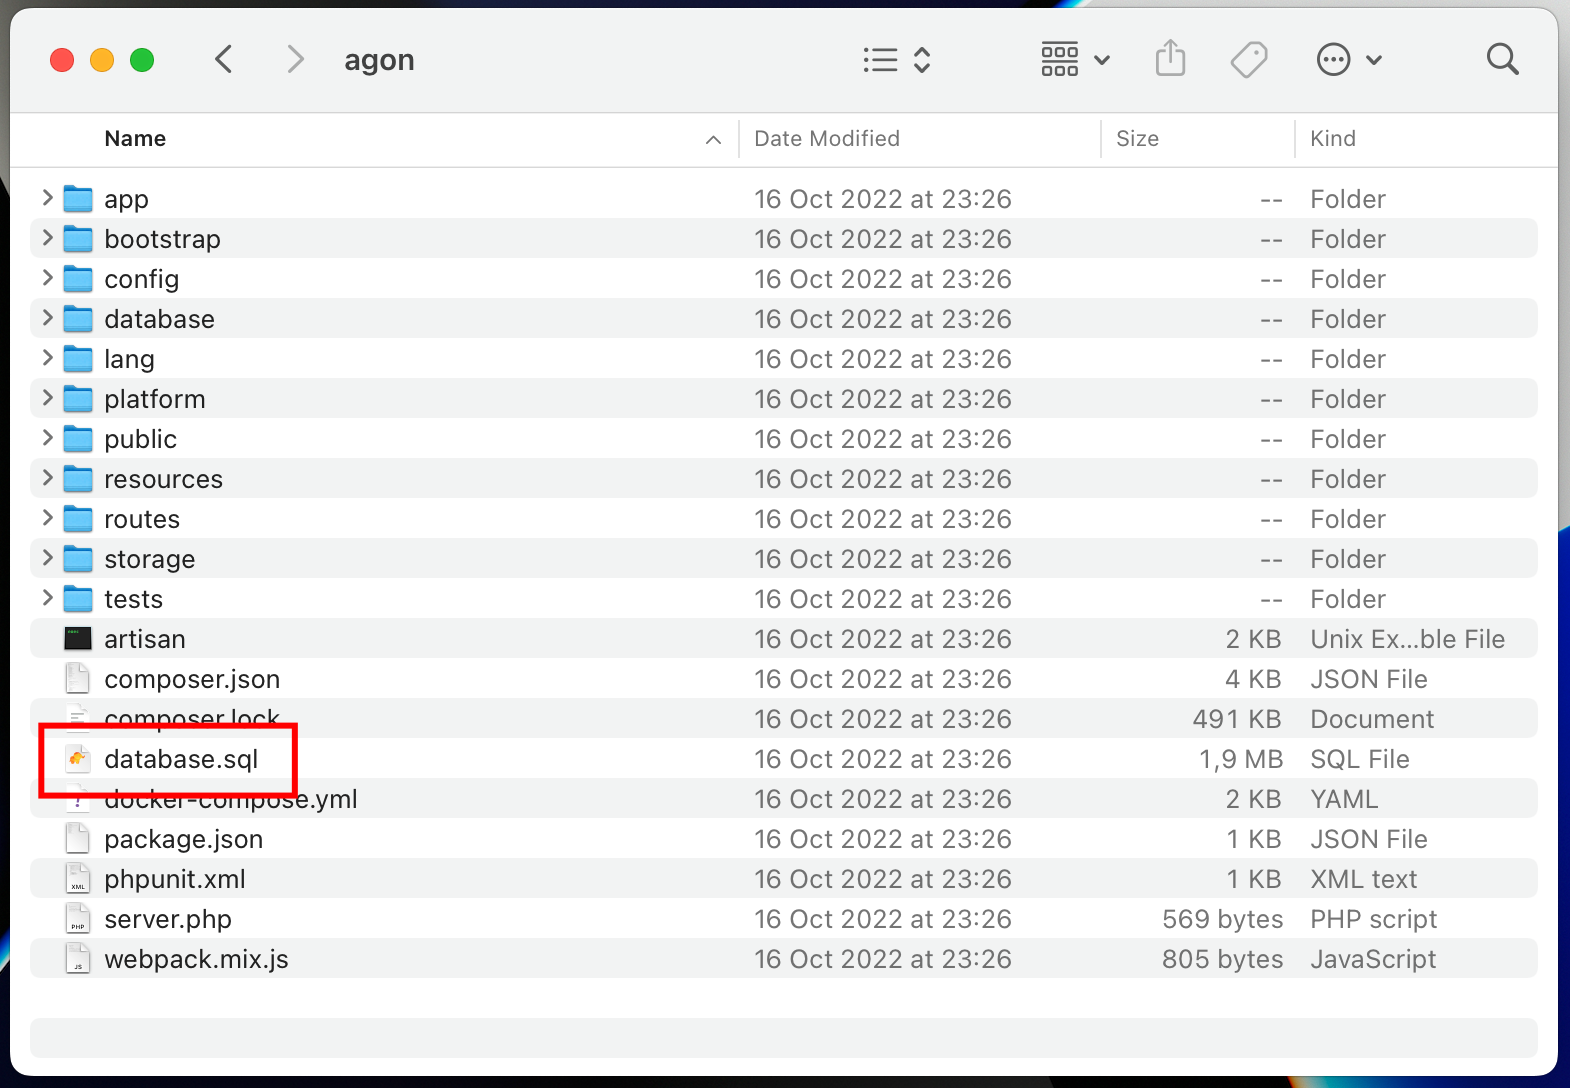 agon
Name Date Modified Size Kind
app 16 Oct 2022 at 23:26 -- Folder
bootstrap 16 Oct 2022 at 23:26 -- Folder
config 16 Oct 2022 at 23:26 -- Folder
database 16 Oct 2022 at 23:26 -- Folder
lang 16 Oct 2022 at 23:26 -- Folder
platform 16 Oct 2022 at 23:26 -- Folder
public 16 Oct 2022 at 23:26 -- Folder
resources 16 Oct 2022 at 23:26 -- Folder
routes 16 Oct 2022 at 23:26 -- Folder
storage 16 Oct 2022 at 23:26 -- Folder
tests 16 Oct 2022 at 23:26 -- Folder
artisan 16 Oct 2022 at 23:26 2 KB Unix Ex...ble File
composer.json 16 Oct 2022 at 23:26 4 KB JSON File
composer.lock 16 Oct 2022 at 23:26 491 KB Document
database.sql 16 Oct 2022 at 23:26 1,9 MB SQL File
docker-compose.yml 16 Oct 2022 at 23:26 2 KB YAML
package.json 16 Oct 2022 at 23:26 1 KB JSON File
XML phpunit.xml 16 Oct 2022 at 23:26 1 KB XML text
PHP server.php 16 Oct 2022 at 23:26 569 bytes PHP script
JS webpack.mix.js 16 Oct 2022 at 23:26 805 bytes JavaScript